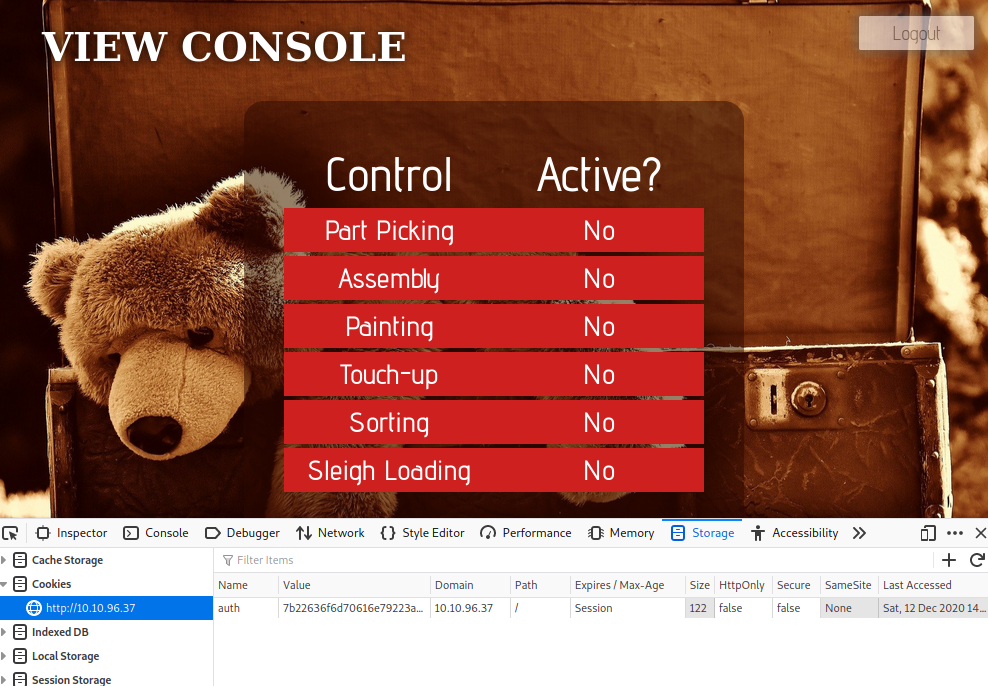 VIEW CONSOLE
Logout
Control Active?
Part Picking No
Assembly No
Painting No
Touch-up No
Sorting No
Sleigh Loading No
Inspector Console Debugger Network Style Editor Performance Memory Storage Accessibility
Cache Storage
Filter Items
Cookies
Name Value Domain Path Expires / Max-Age Size HttpOnly Secure SameSite Last Accessed
http://10.10.96.37
auth 7b22636f6d70616e79223a... 10.10.96.37 / Session 122 false false None Sat, 12 Dec 2020 14...
Indexed DB
Local Storage
Session Storage